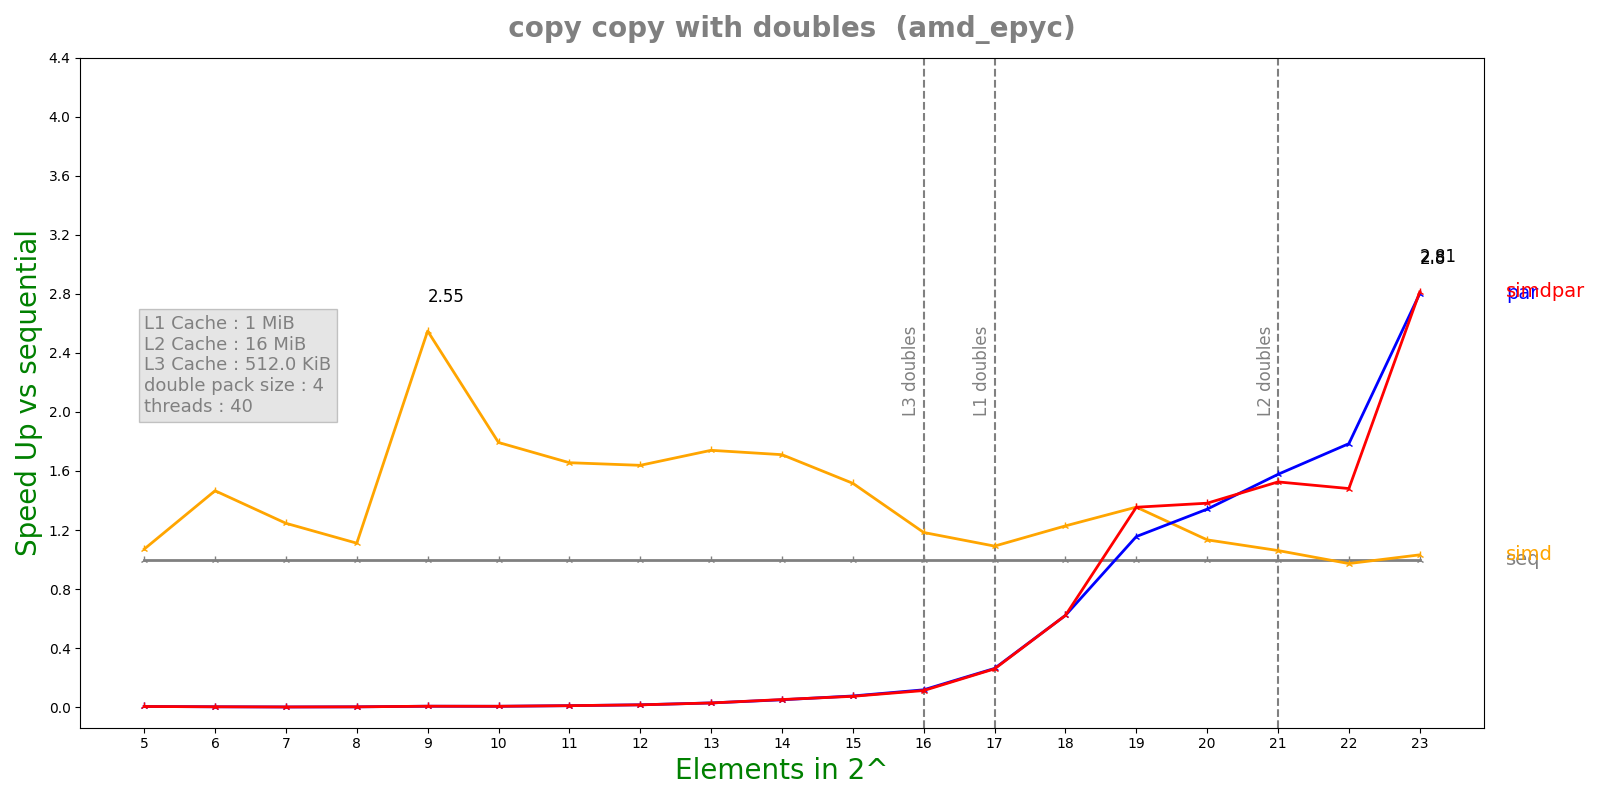 copy copy with doubles (amd_epyc)
Speed Up vs sequential
4.4
4.0
3.6
3.2
2.8
2.4
2.0
1.6
1.2
0.8
0.4
0.0
2.55
L1 Cache : 1 MiB
L2 Cache : 16 MiB
L3 Cache : 512.0 KiB
double pack size : 4
threads : 40
L3 doubles
L1 doubles
L2 doubles
2.81
2.8
simdpar
par
simd
seq
5 6 7 8 9 10 11 12 13 14 15 16 17 18 19 20 21 22 23
Elements in 2^